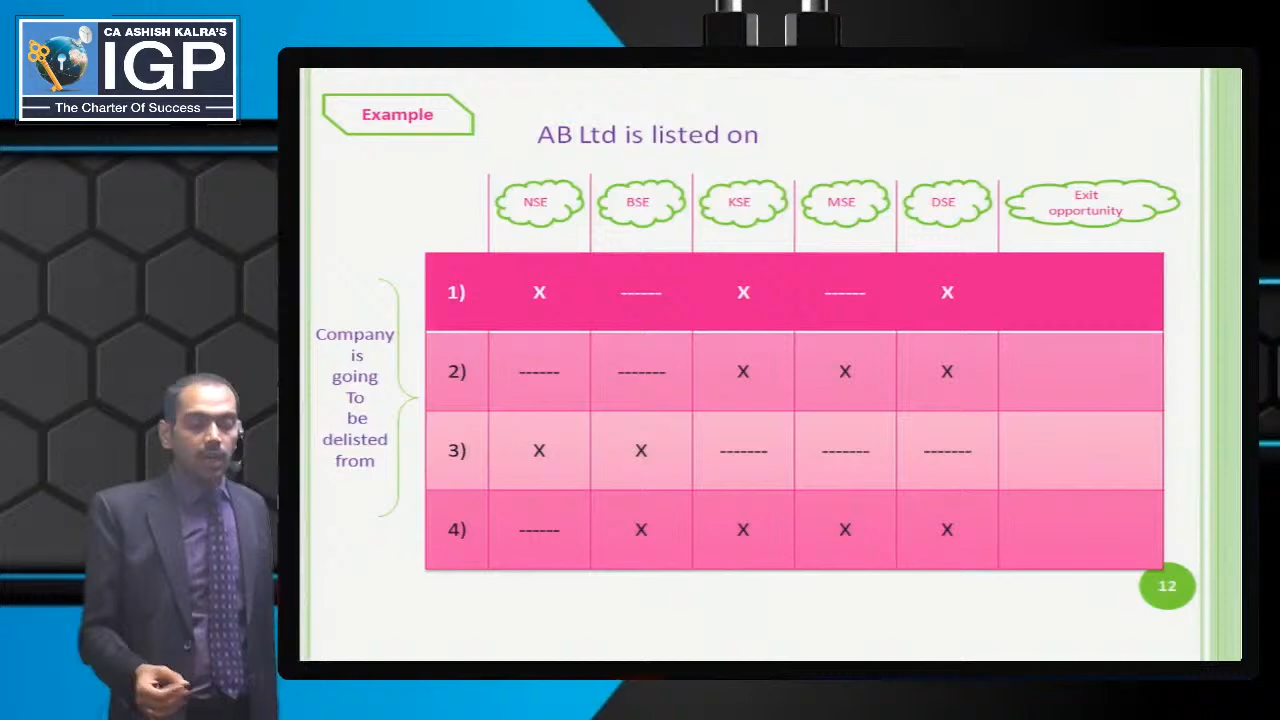 CA ASHISH KALRA'S
IGP
The Charter Of Success
Example
AB Ltd is listed on
NSE BSE KSE MSE DSE Exit opportunity
Company
is
going
To
be
delisted
from
1) X ------ X ------ X
2) ------ ------- X X X
3) X X ------- ------- -------
4) ------ X X X X
12